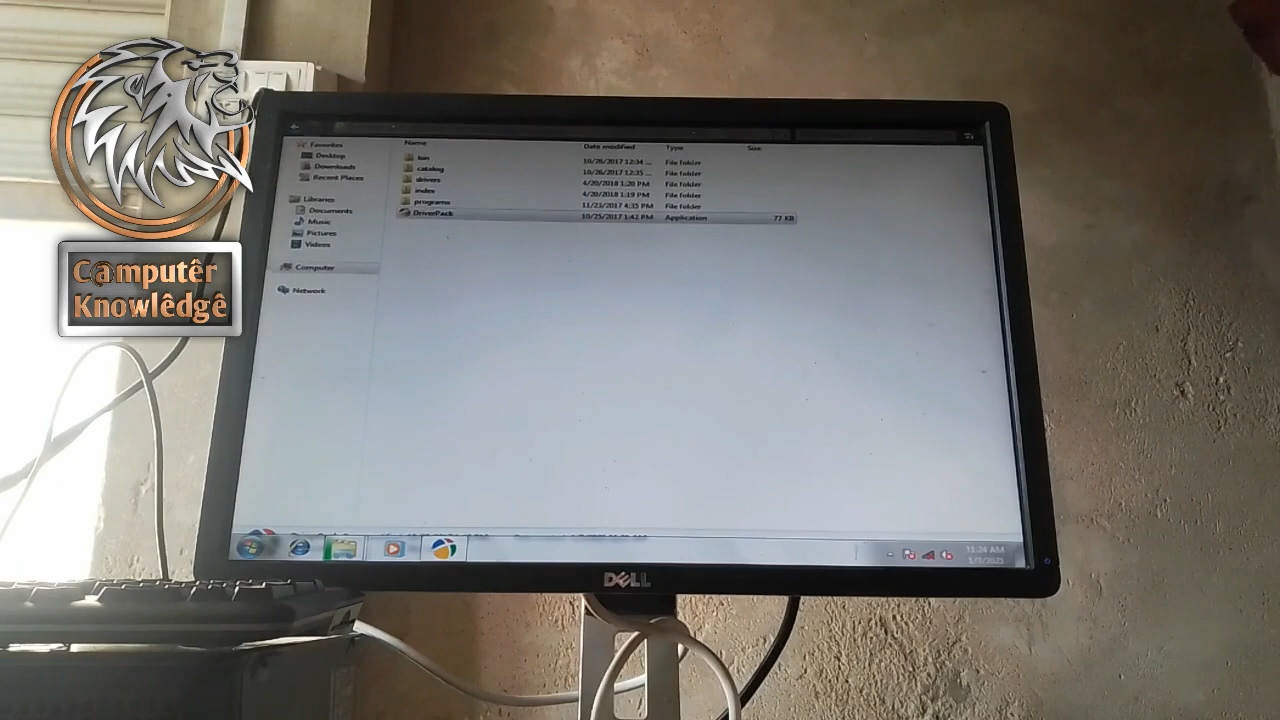 Camputêr
Knowlêdgê
Name Date modified Type Size
Favorites
Desktop
Downloads
Recent Places
Libraries
Documents
Music
Pictures
Videos
Computer
Network
bin 10/26/2017 12:34 ... File folder
catalog 10/26/2017 12:35 ... File folder
drivers 4/20/2018 1:20 PM File folder
index 4/20/2018 1:19 PM File folder
programs 11/23/2017 4:35 PM File folder
DriverPack 10/25/2017 1:42 PM Application 77 KB
11:24 AM
DELL